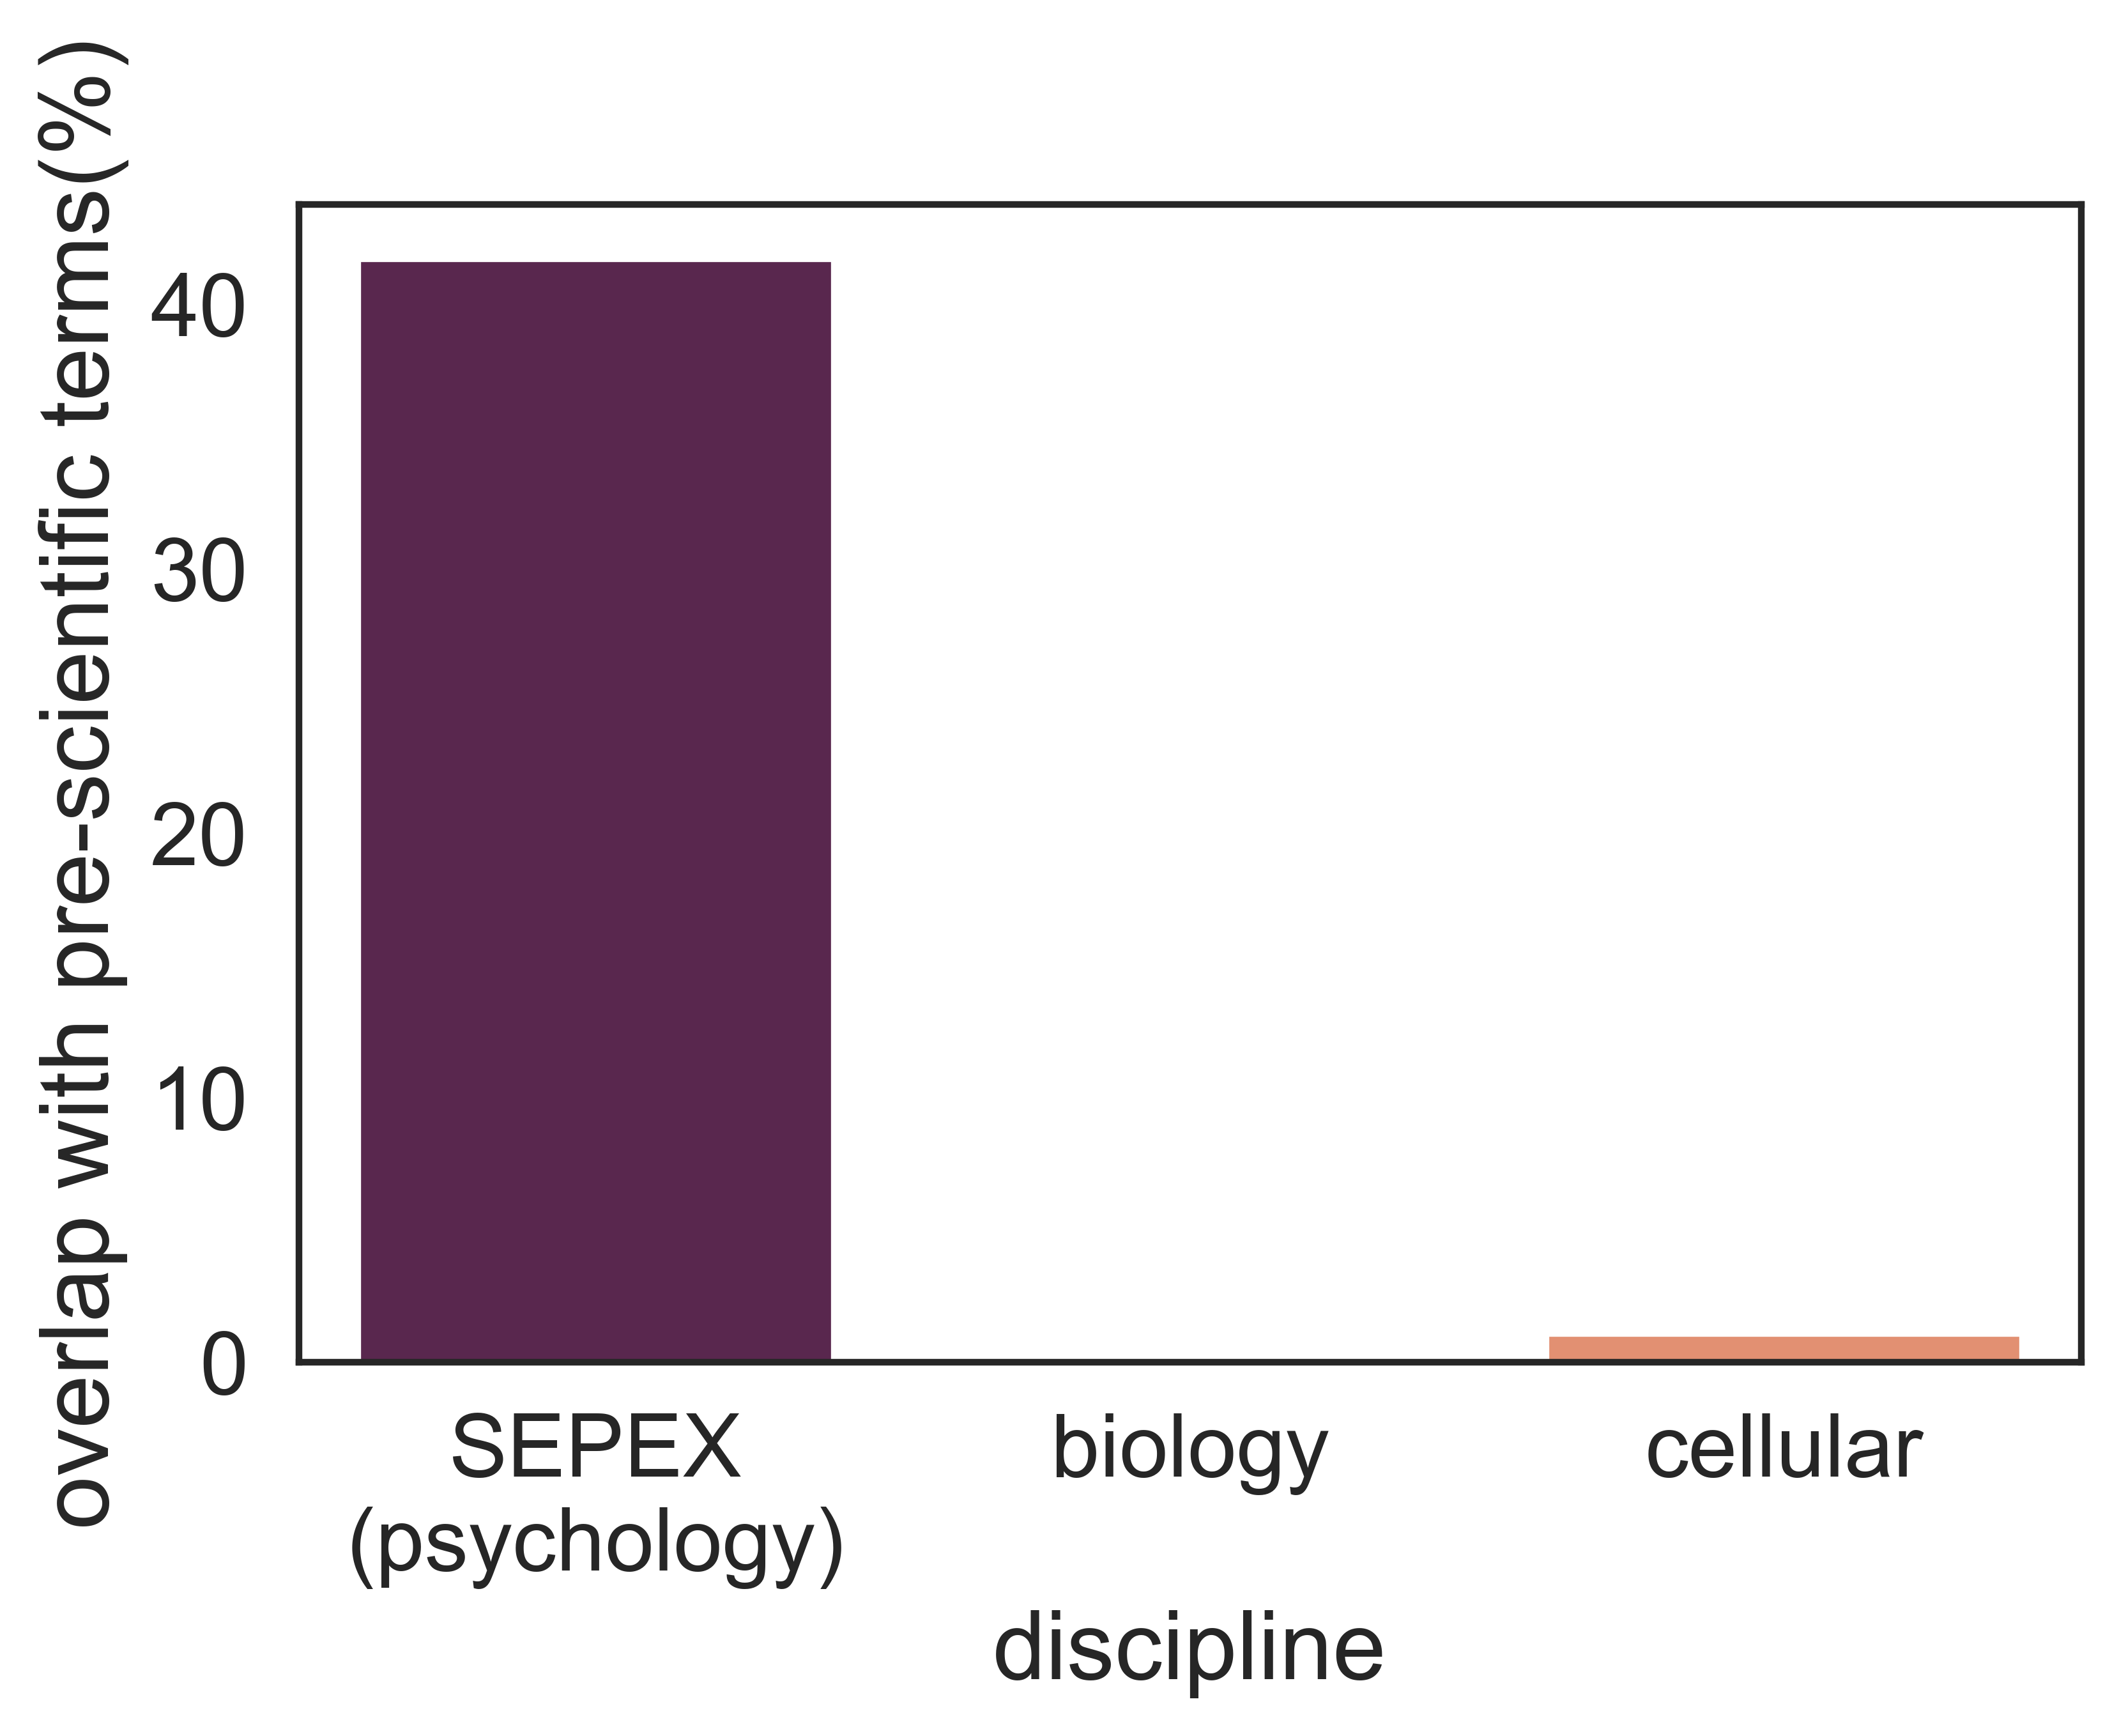 overlap with pre-scientific terms(%)
40
30
20
10
0
SEPEX
(psychology)
biology
cellular
discipline